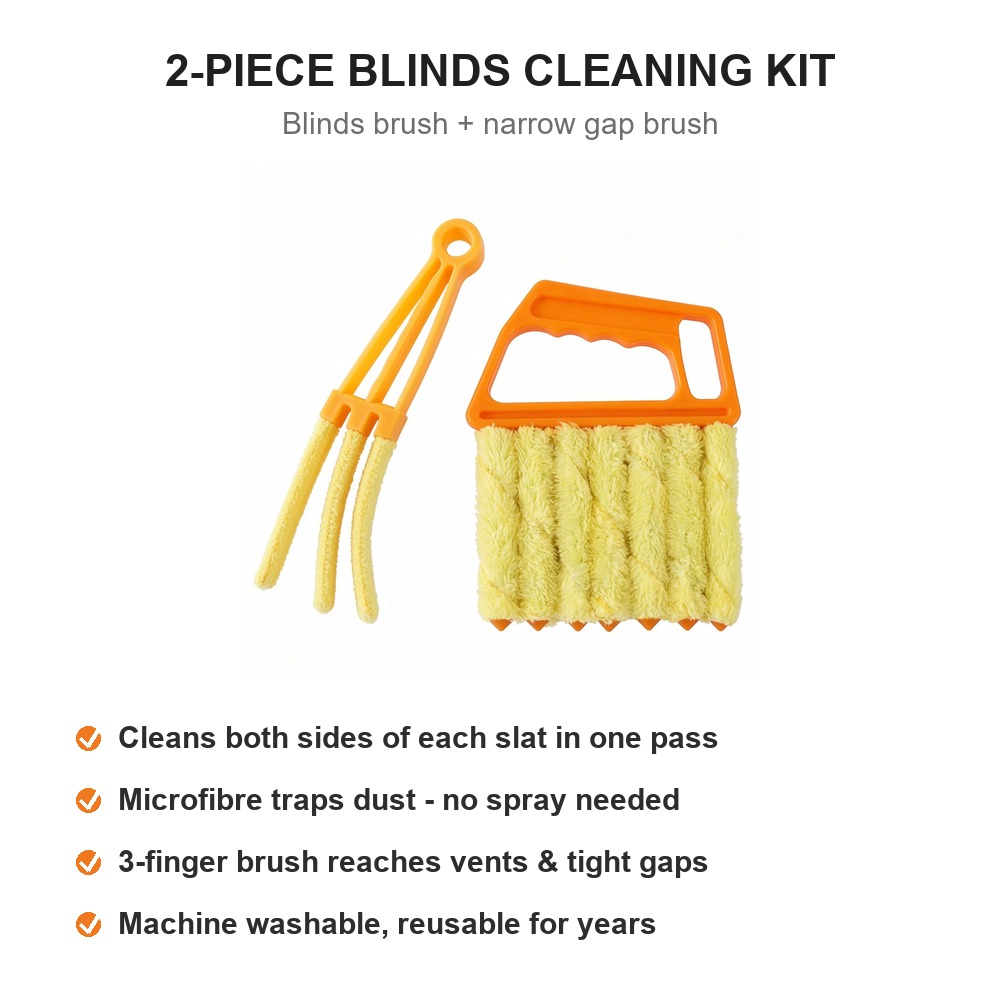 2-PIECE BLINDS CLEANING KIT
Blinds brush + narrow gap brush
Cleans both sides of each slat in one pass
Microfibre traps dust - no spray needed
3-finger brush reaches vents & tight gaps
Machine washable, reusable for years